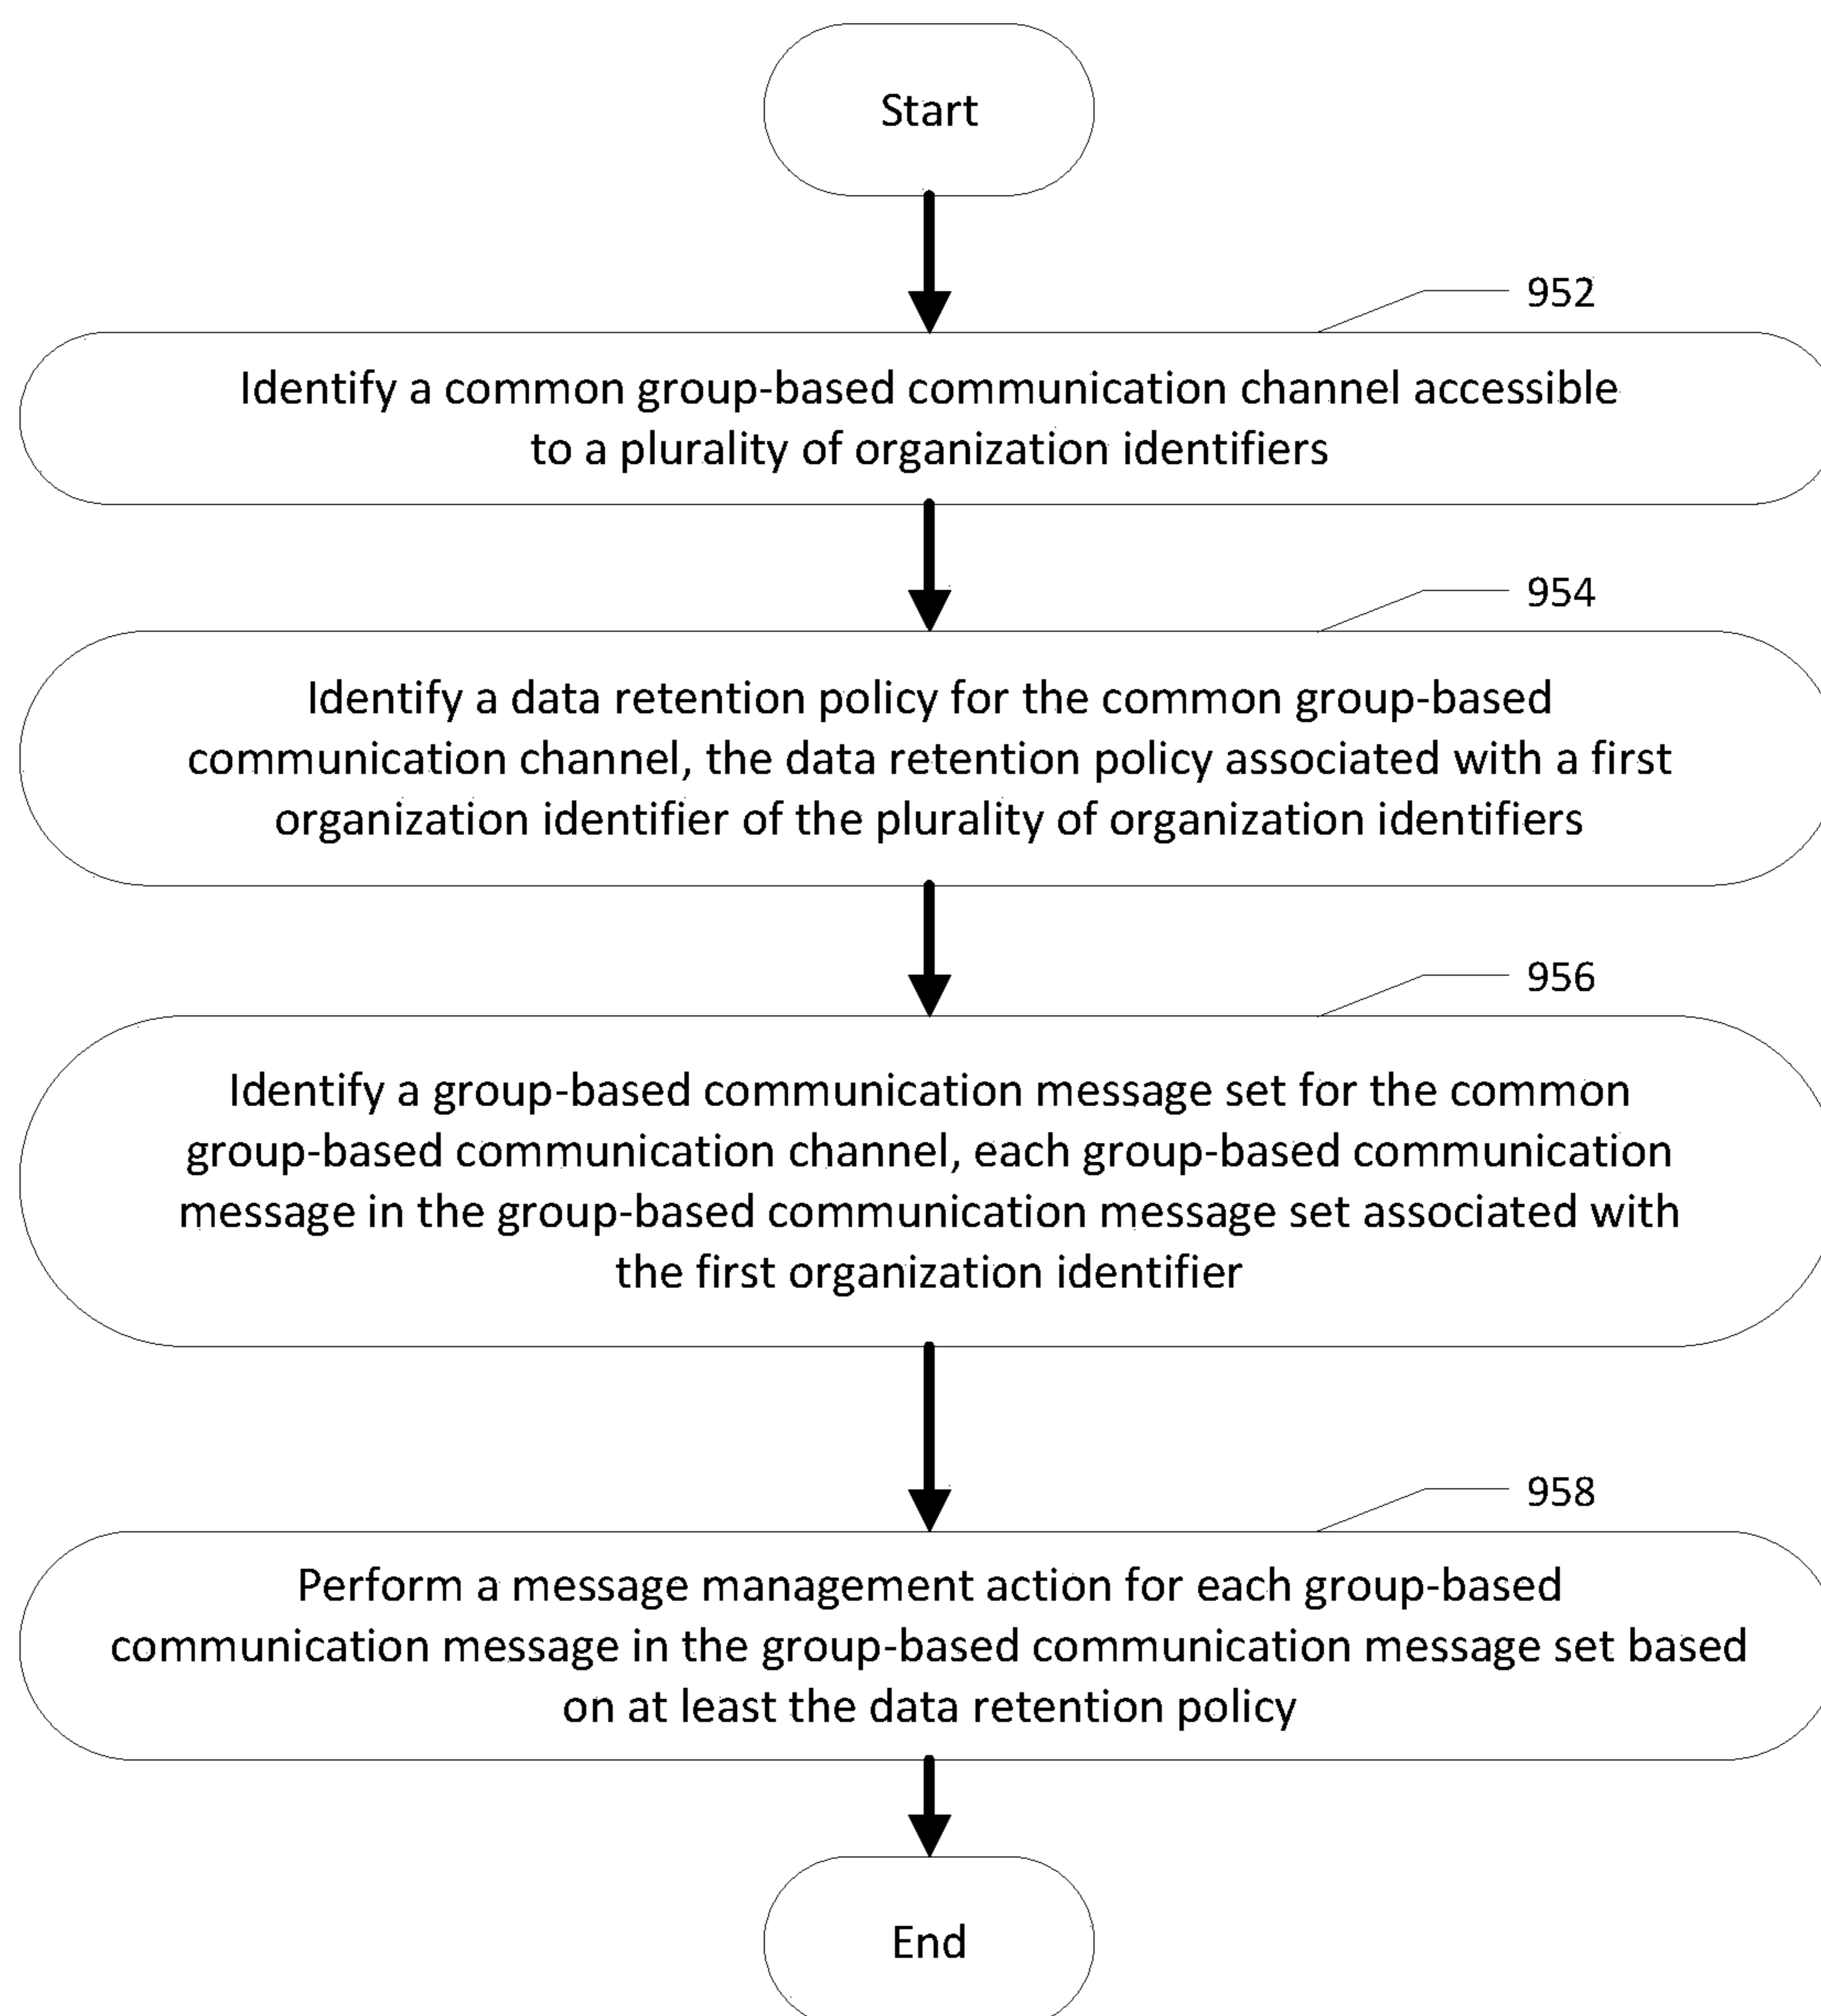 Start
952
Identify a common group-based communication channel accessible
to a plurality of organization identifiers
954
Identify a data retention policy for the common group-based
communication channel, the data retention policy associated with a first
organization identifier of the plurality of organization identifiers
956
Identify a group-based communication message set for the common
group-based communication channel, each group-based communication
message in the group-based communication message set associated with
the first organization identifier
958
Perform a message management action for each group-based
communication message in the group-based communication message set based
on at least the data retention policy
End